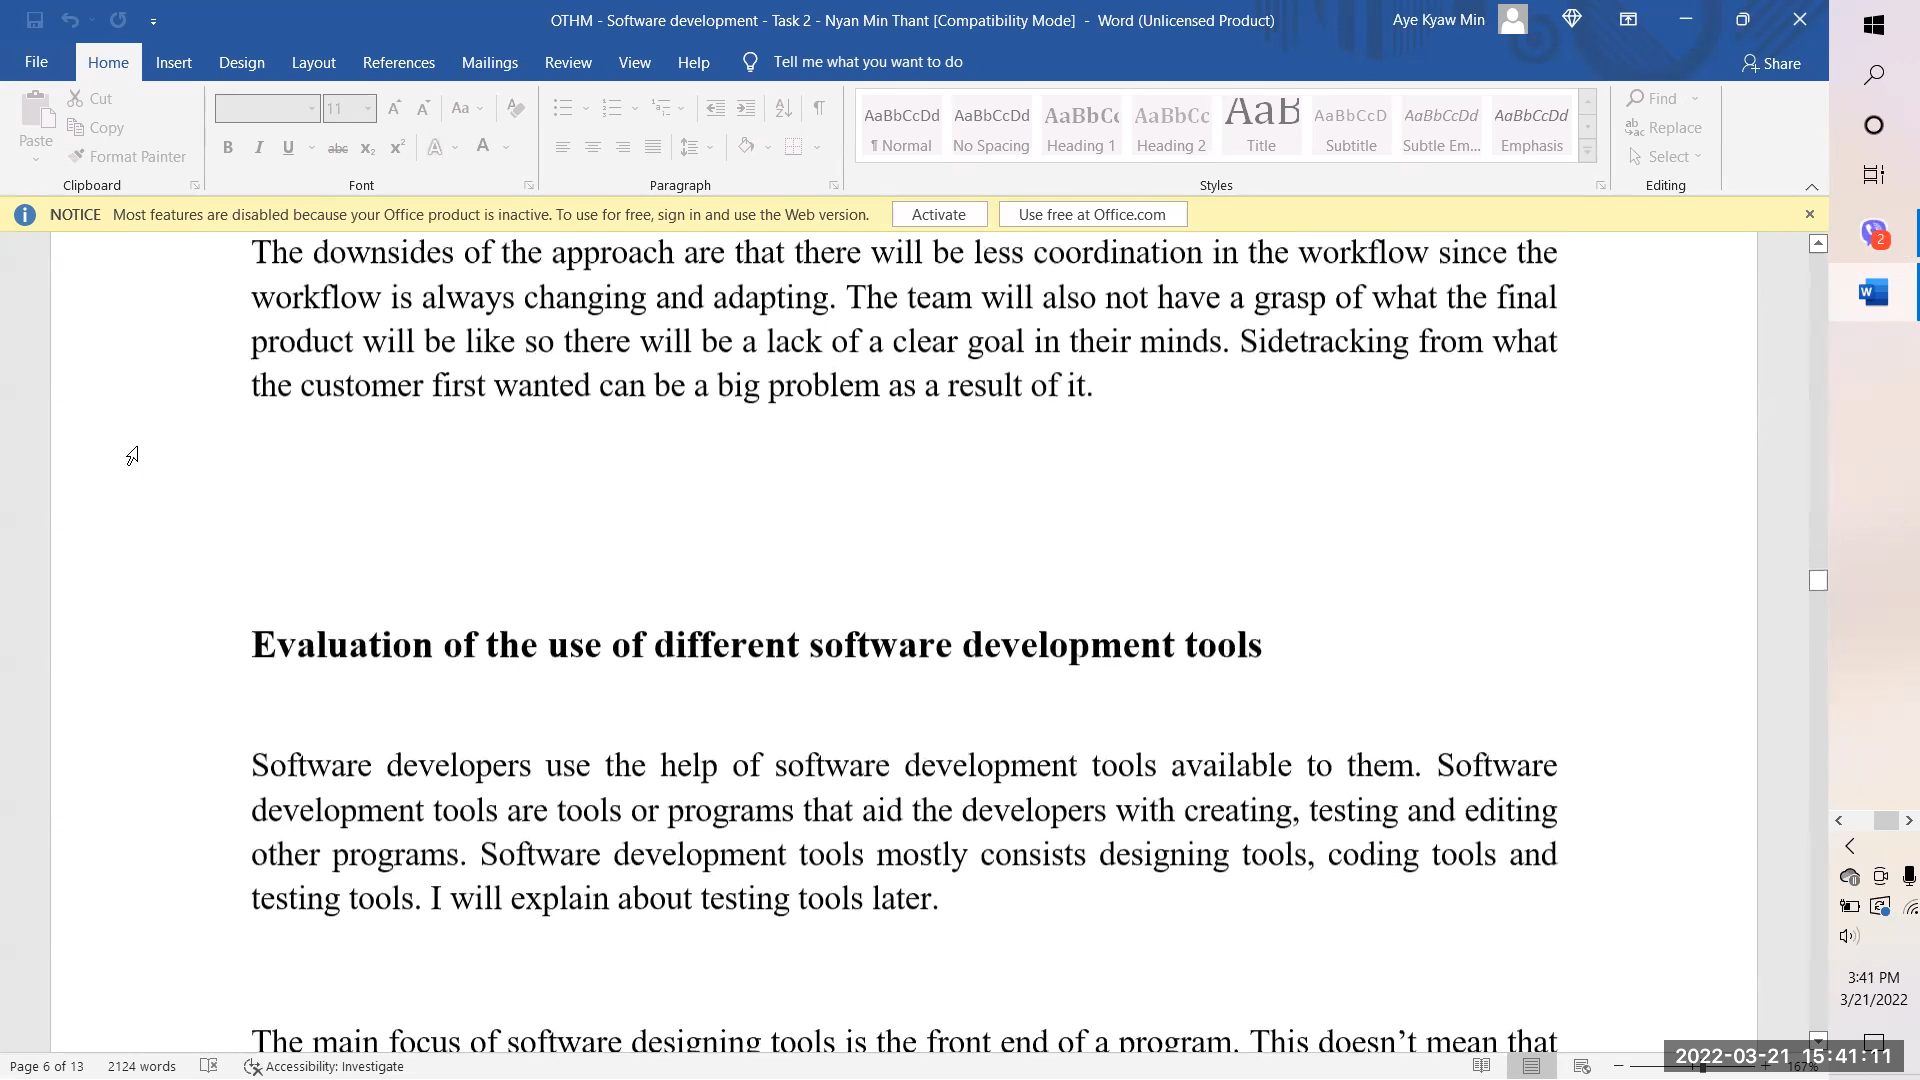 OTHM - Software development - Task 2 - Nyan Min Thant [Compatibility Mode] - Word (Unlicensed Product)
Aye Kyaw Min
File Home Insert Design Layout References Mailings Review View Help Tell me what you want to do
Share
Paste
Cut
Copy
Format Painter
Clipboard
11
Aa
B I U abc x₂ x² A A
Font
Paragraph
AaBbCcDd AaBbCcDd AaBbCc AaBbCc AaB AaBbCcD AaBbCcDd AaBbCcDd
¶ Normal No Spacing Heading 1 Heading 2 Title Subtitle Subtle Em... Emphasis
Styles
Find
Replace
Select
Editing
NOTICE Most features are disabled because your Office product is inactive. To use for free, sign in and use the Web version. Activate Use free at Office.com
2
The downsides of the approach are that there will be less coordination in the workflow since the
workflow is always changing and adapting. The team will also not have a grasp of what the final
product will be like so there will be a lack of a clear goal in their minds. Sidetracking from what
the customer first wanted can be a big problem as a result of it.
Evaluation of the use of different software development tools
Software developers use the help of software development tools available to them. Software
development tools are tools or programs that aid the developers with creating, testing and editing
other programs. Software development tools mostly consists designing tools, coding tools and
testing tools. I will explain about testing tools later.
The main focus of software designing tools is the front end of a program. This doesn't mean that
3:41 PM
3/21/2022
Page 6 of 13 2124 words Accessibility: Investigate
167%
2022-03-21 15:41:11